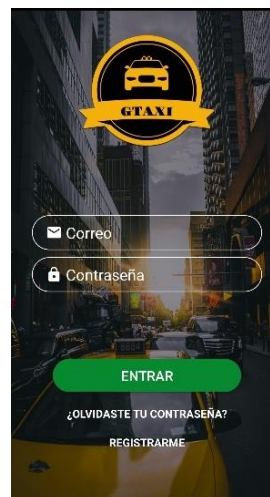 GTAXI
Correo
Contraseña
ENTRAR
¿OLVIDASTE TU CONTRASEÑA?
REGISTRARME